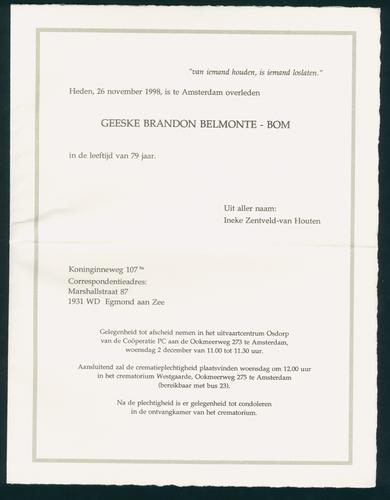 "van iemand houden, is iemand loslaten."
Heden, 26 november 1998, is te Amsterdam overleden
GEESKE BRANDON BELMONTE - BOM
in de leeftijd van 79 jaar.
Uit aller naam:
Ineke Zentveld-van Houten
Koninginneweg 107
Correspondentieadres:
Marshallstraat 87
1931 WD Egmond aan Zee
Gelegenheid tot afscheid nemen in het uitvaartcentrum Osdorp
van de Coöperatie PC aan de Ookmeerweg 273 te Amsterdam,
woensdag 2 december van 11.00 tot 11.30 uur.
Aansluitend zal de crematieplechtigheid plaatsvinden woensdag om 12.00 uur
in het crematorium Westgaarde, Ookmeerweg 275 te Amsterdam
(bereikbaar met bus 23).
Na de plechtigheid is er gelegenheid tot condoleren
in de ontvangkamer van het crematorium.